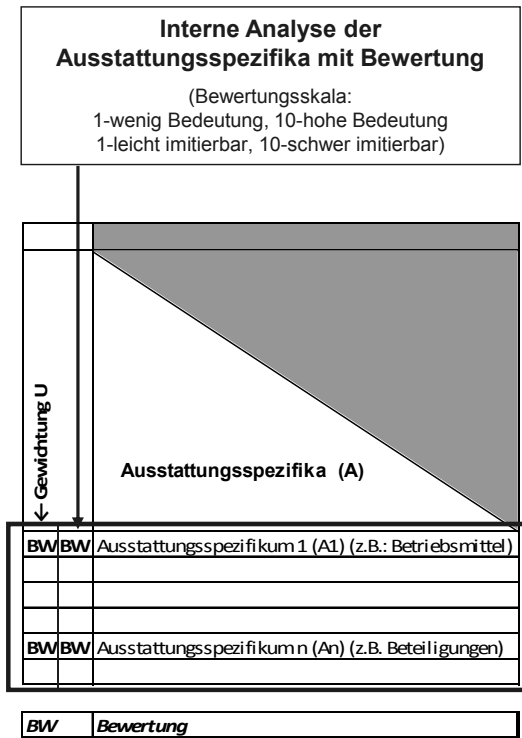 Interne Analyse der
Ausstattungsspezifika mit Bewertung
(Bewertungsskala:
1-wenig Bedeutung, 10-hohe Bedeutung
1-leicht imitierbar, 10-schwer imitierbar)
← Gewichtung U
Ausstattungsspezifika (A)
BW BW Ausstattungsspezifikum 1 (A1) (z.B.: Betriebsmittel)
BW BW Ausstattungsspezifikum n (An) (z.B. Beteiligungen)
BW Bewertung